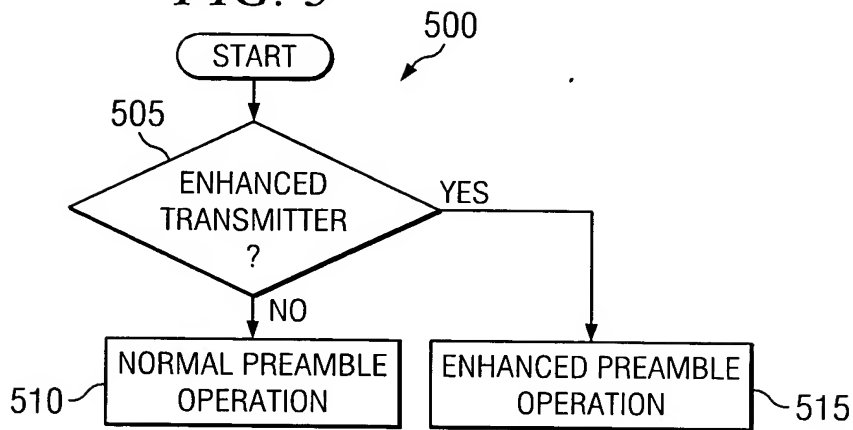 500
START
505
ENHANCED
TRANSMITTER
?
YES
NO
NORMAL PREAMBLE
OPERATION
510
ENHANCED PREAMBLE
OPERATION
515